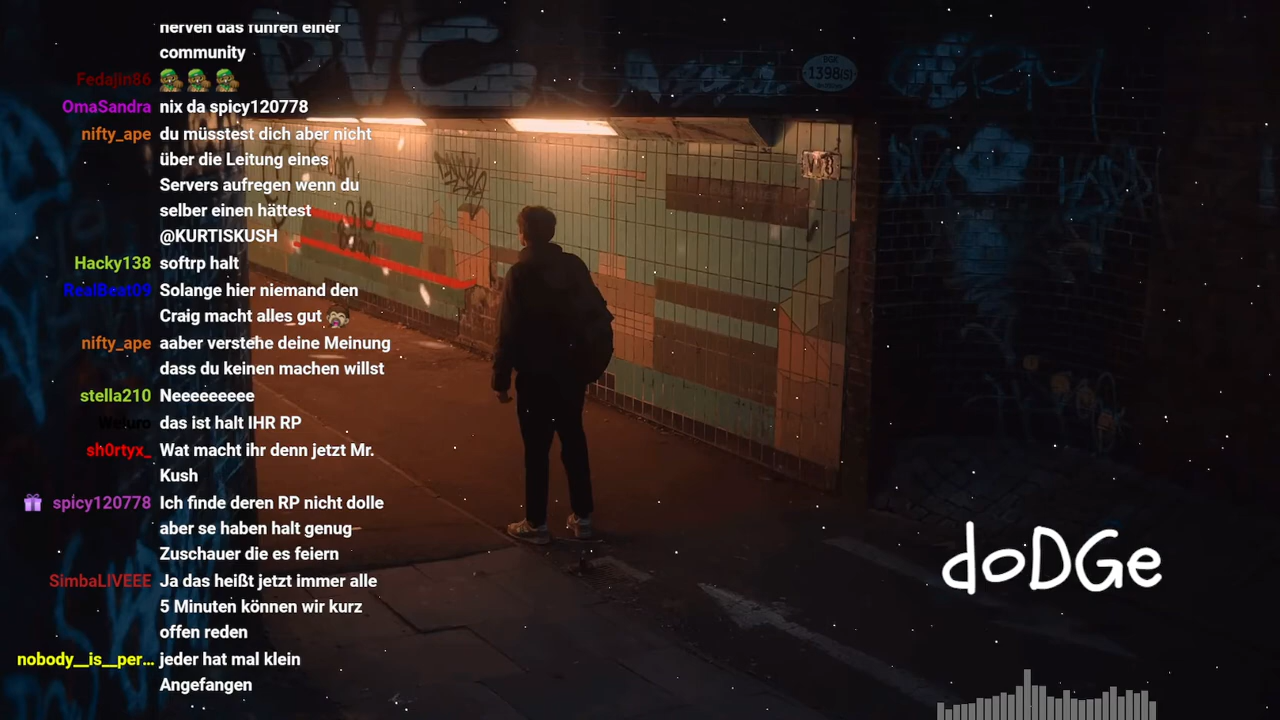 nerven das führen einer
community
Fedajin86
OmaSandra nix da spicy120778
nifty_ape du müsstest dich aber nicht
über die Leitung eines
Servers aufregen wenn du
selber einen hättest
@KURTISKUSH
Hacky138 softrp halt
RealBeat09 Solange hier niemand den
Craig macht alles gut
nifty_ape aaber verstehe deine Meinung
dass du keinen machen willst
stella210 Neeeeeeeee
Weluro das ist halt IHR RP
sh0rtyx_ Wat macht ihr denn jetzt Mr.
Kush
spicy120778 Ich finde deren RP nicht dolle
aber se haben halt genug
Zuschauer die es feiern
SimbaLIVEEE Ja das heißt jetzt immer alle
5 Minuten können wir kurz
offen reden
nobody__is__per... jeder hat mal klein
Angefangen
BGK
1398(S)
doDGe